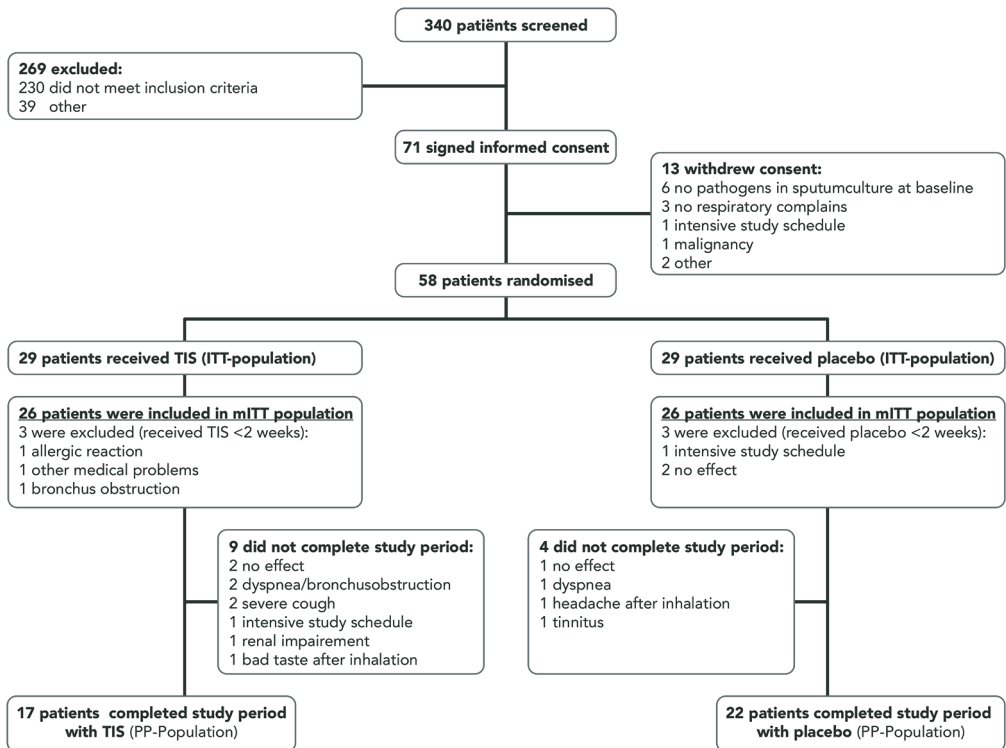 340 patiënts screened
269 excluded:
230 did not meet inclusion criteria
39 other
71 signed informed consent
13 withdrew consent:
6 no pathogens in sputumculture at baseline
3 no respiratory complains
1 intensive study schedule
1 malignancy
2 other
58 patients randomised
29 patients received TIS (ITT-population)
29 patients received placebo (ITT-population)
26 patients were included in mITT population
3 were excluded (received TIS <2 weeks):
1 allergic reaction
1 other medical problems
1 bronchus obstruction
26 patients were included in mITT population
3 were excluded (received placebo <2 weeks):
1 intensive study schedule
2 no effect
9 did not complete study period:
2 no effect
2 dyspnea/bronchusobstruction
2 severe cough
1 intensive study schedule
1 renal impairement
1 bad taste after inhalation
4 did not complete study period:
1 no effect
1 dyspnea
1 headache after inhalation
1 tinnitus
17 patients completed study period
with TIS (PP-Population)
22 patients completed study period
with placebo (PP-Population)